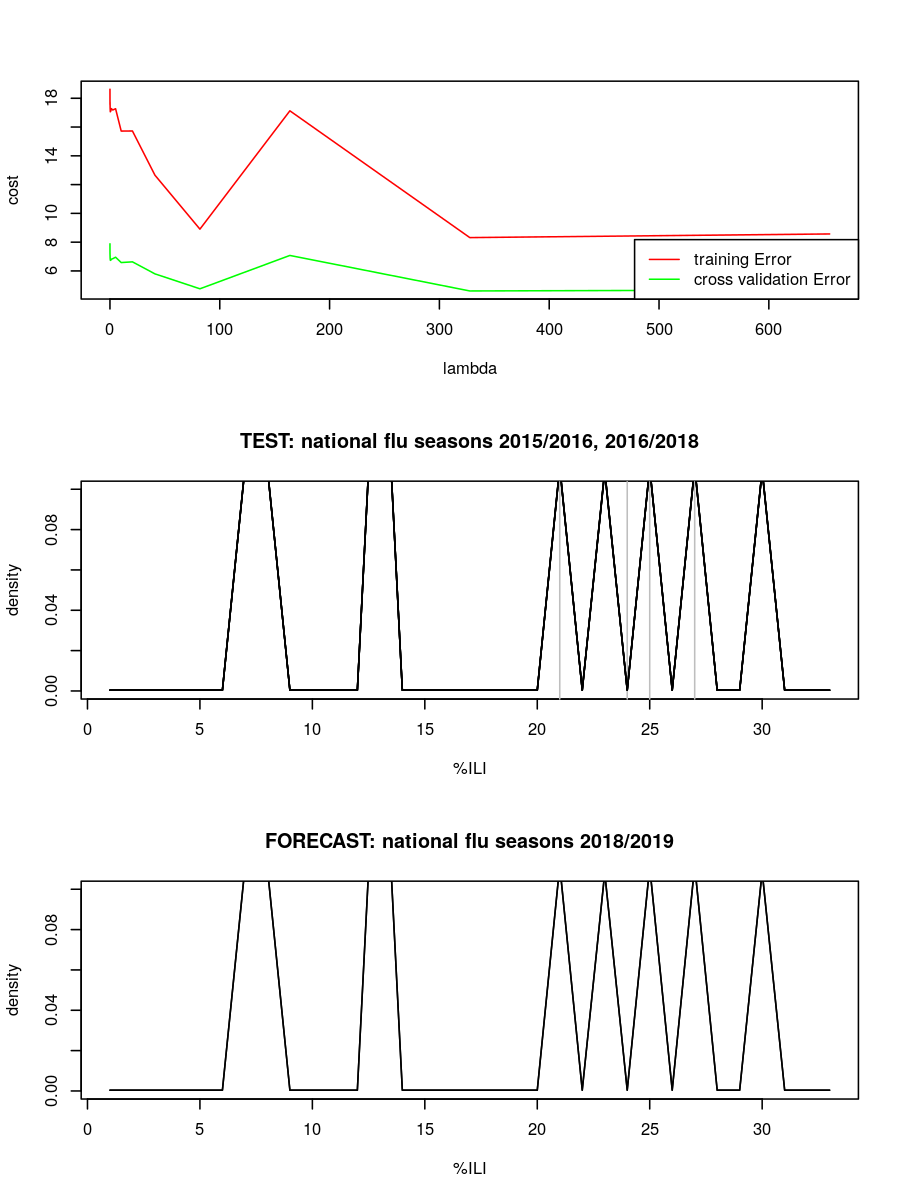 18
14
10
8
6
cost
training Error
cross validation Error
0 100 200 300 400 500 600
lambda
TEST: national flu seasons 2015/2016, 2016/2018
0.08
0.04
0.00
density
0 5 10 15 20 25 30
%ILI
FORECAST: national flu seasons 2018/2019
0.08
0.04
0.00
density
0 5 10 15 20 25 30
%ILI